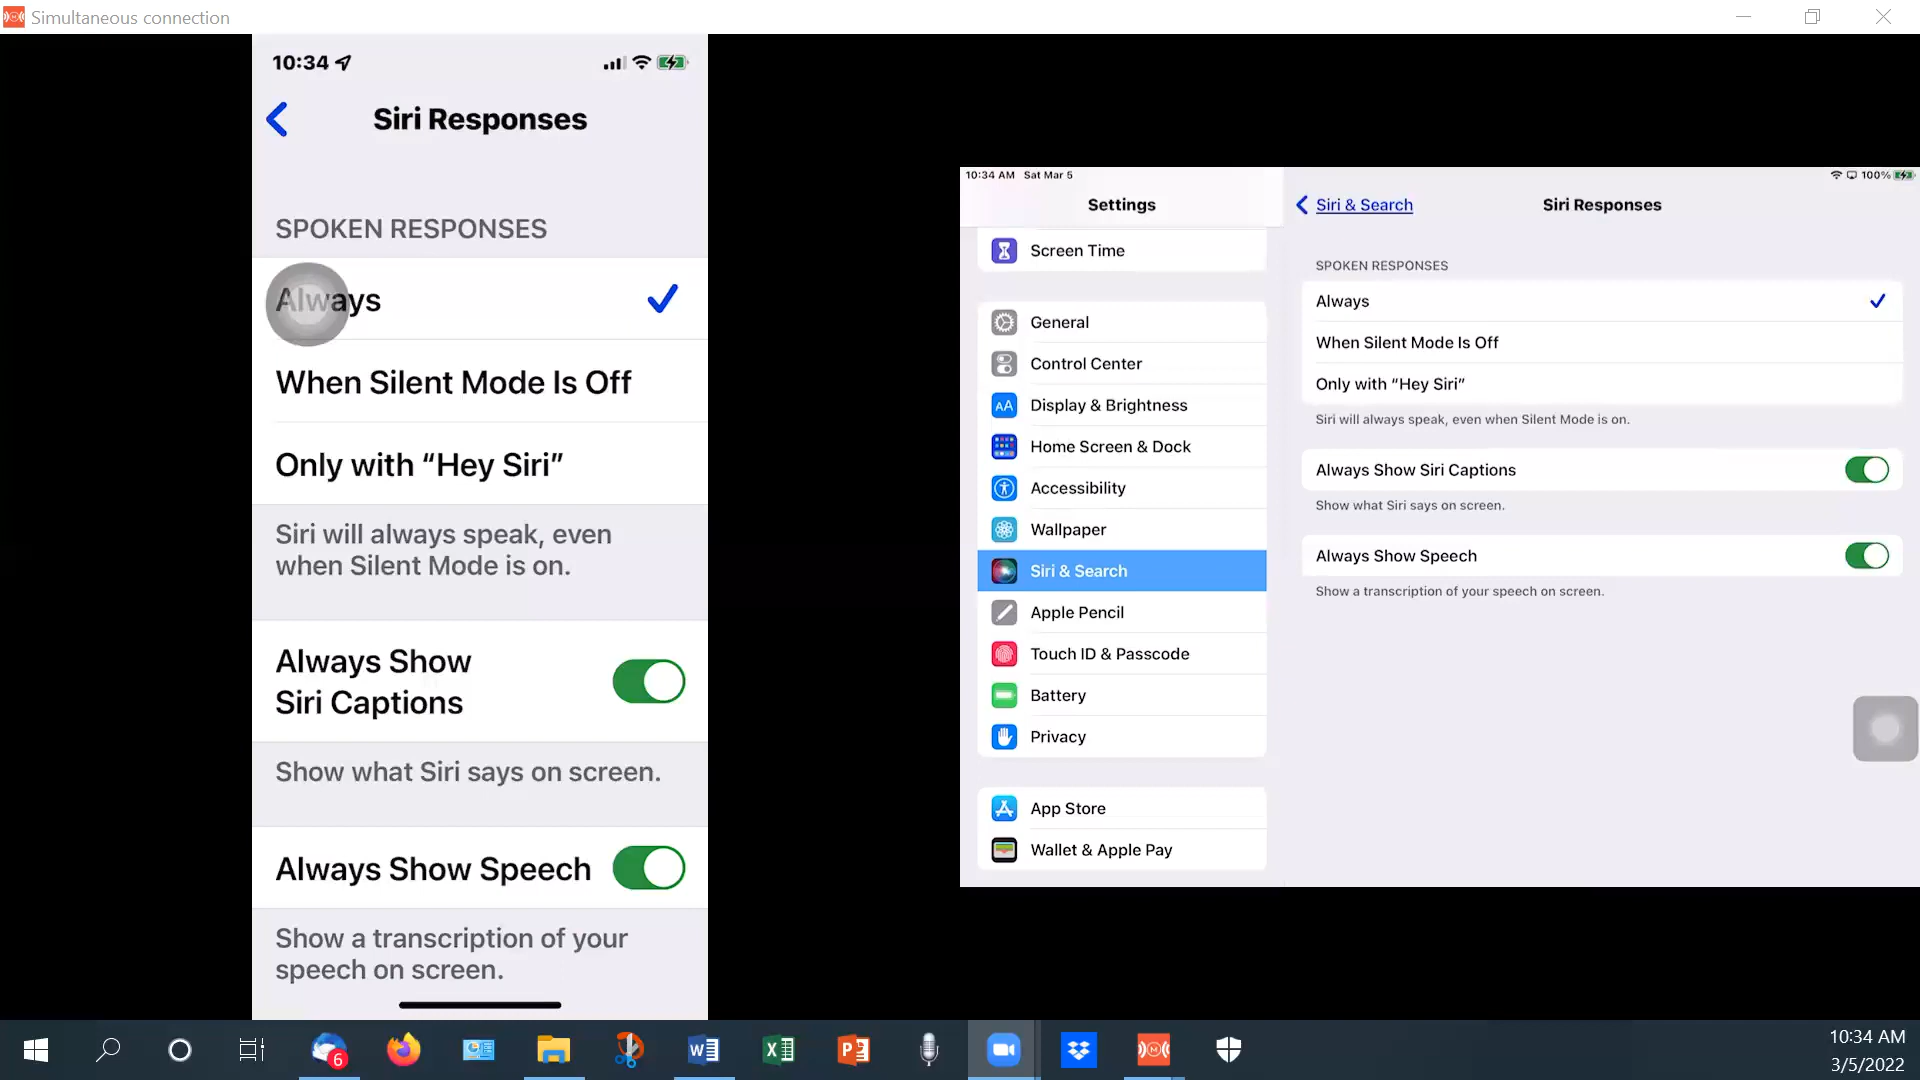 Simultaneous connection
10:34
Siri Responses
SPOKEN RESPONSES
Always
When Silent Mode Is Off
Only with “Hey Siri”
Siri will always speak, even
when Silent Mode is on.
Always Show
Siri Captions
Show what Siri says on screen.
Always Show Speech
Show a transcription of your
speech on screen.
10:34 AM Sat Mar 5
100%
Settings
Screen Time
General
Control Center
AA
Display & Brightness
Home Screen & Dock
Accessibility
Wallpaper
Siri & Search
Apple Pencil
Touch ID & Passcode
Battery
Privacy
App Store
Wallet & Apple Pay
Siri & Search
Siri Responses
SPOKEN RESPONSES
Always
When Silent Mode Is Off
Only with “Hey Siri”
Siri will always speak, even when Silent Mode is on.
Always Show Siri Captions
Show what Siri says on screen.
Always Show Speech
Show a transcription of your speech on screen.
6
10:34 AM
3/5/2022